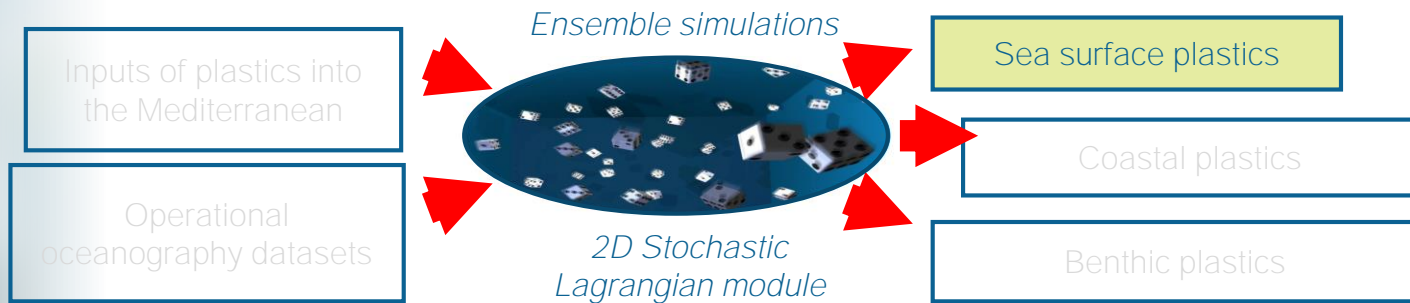 Inputs of plastics into
the Mediterranean
Operational
oceanography datasets
Ensemble simulations
2D Stochastic
Lagrangian module
Sea surface plastics
Coastal plastics
Benthic plastics